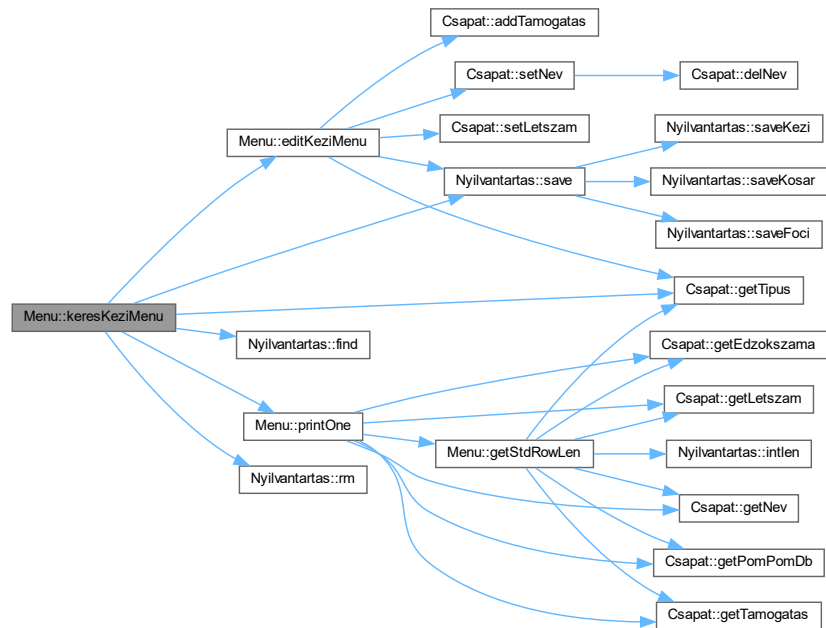 Csapat::addTamogatas
Csapat::setNev
Csapat::delNev
Csapat::setLetszam
Nyilvantartas::saveKezi
Menu::editKeziMenu
Nyilvantartas::save
Nyilvantartas::saveKosar
Nyilvantartas::saveFoci
Csapat::getTipus
Menu::keresKeziMenu
Nyilvantartas::find
Csapat::getEdzokszama
Csapat::getLetszam
Menu::printOne
Menu::getStdRowLen
Nyilvantartas::intlen
Nyilvantartas::rm
Csapat::getNev
Csapat::getPomPomDb
Csapat::getTamogatas